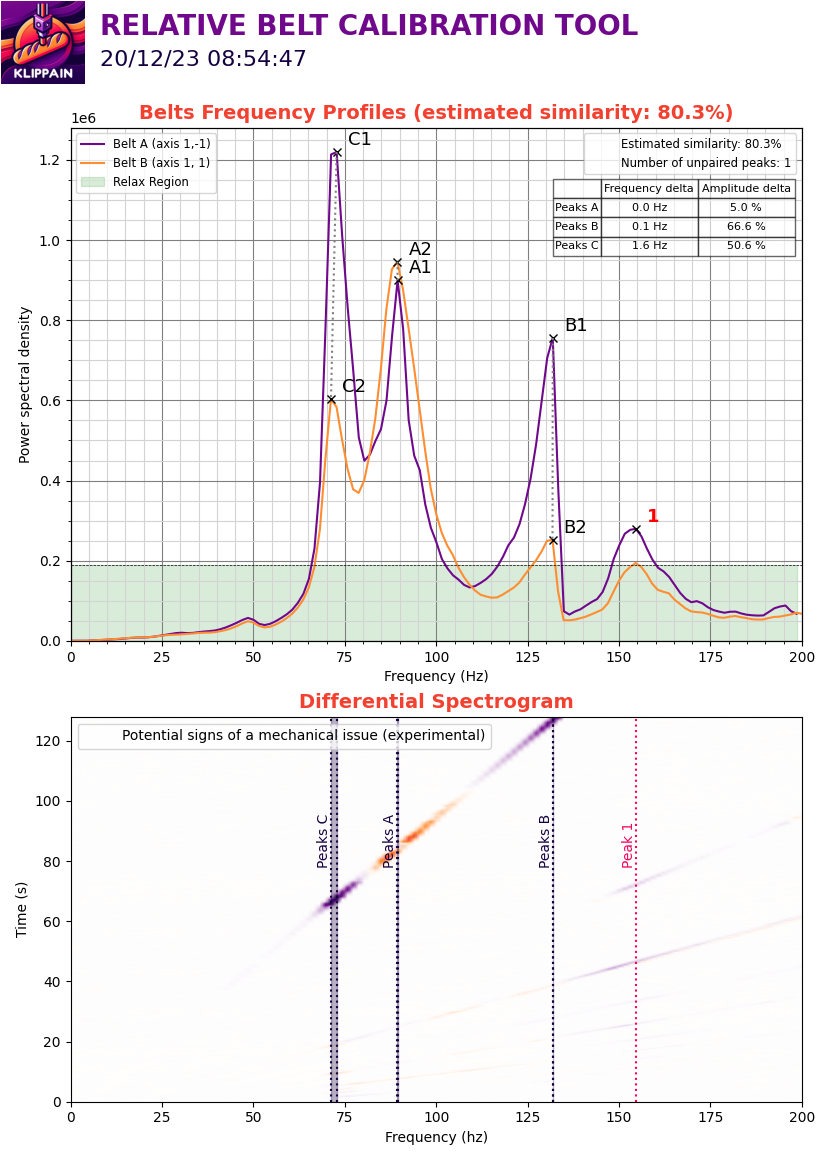 KLIPPAIN
RELATIVE BELT CALIBRATION TOOL
20/12/23 08:54:47
Belts Frequency Profiles (estimated similarity: 80.3%)
1e6
Belt A (axis 1,-1)
Belt B (axis 1, 1)
Relax Region
Estimated similarity: 80.3%
Number of unpaired peaks: 1
Frequency delta Amplitude delta
Peaks A 0.0 Hz 5.0 %
Peaks B 0.1 Hz 66.6 %
Peaks C 1.6 Hz 50.6 %
C1
A2
A1
B1
C2
B2
1
1.2
1.0
0.8
0.6
0.4
0.2
0.0
Power spectral density
0 25 50 75 100 125 150 175 200
Frequency (Hz)
Differential Spectrogram
Potential signs of a mechanical issue (experimental)
Peaks C
Peaks A
Peaks B
Peak 1
120
100
80
60
40
20
0
Time (s)
0 25 50 75 100 125 150 175 200
Frequency (hz)